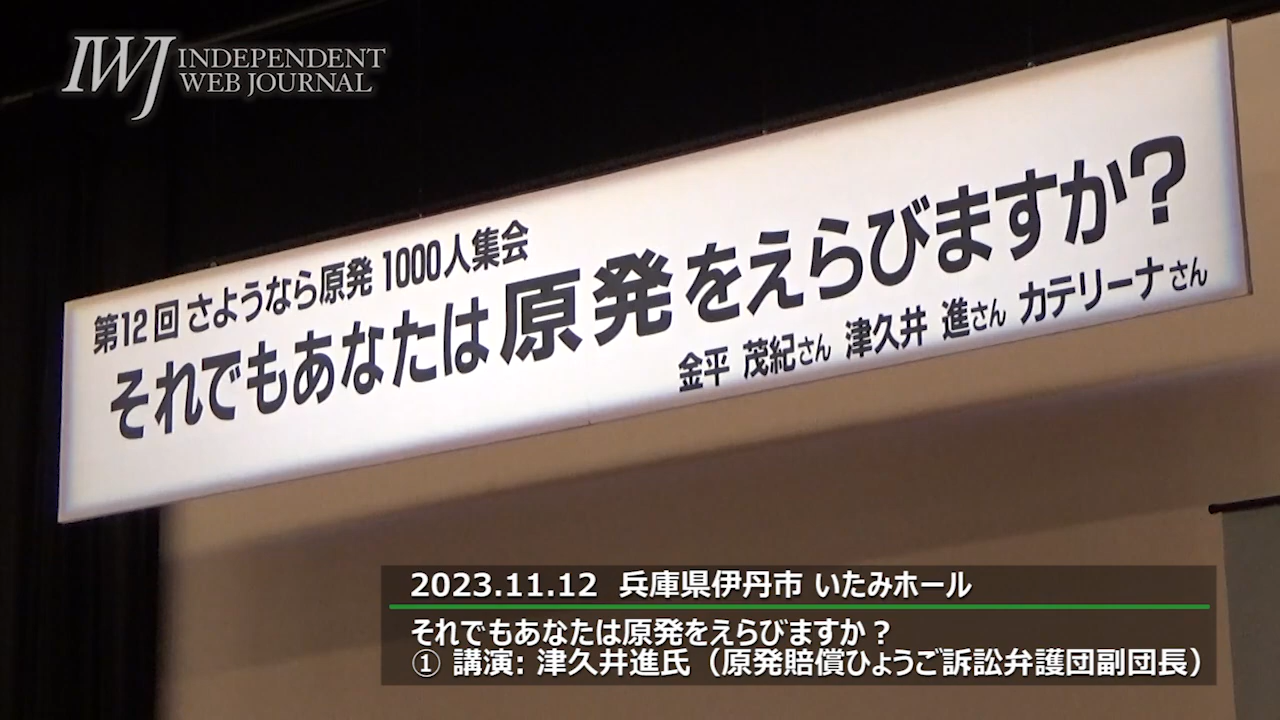 IWJ INDEPENDENT
WEB JOURNAL
第12回 さようなら原発1000人集会
それでもあなたは原発をえらびますか?
金平 茂紀さん 津久井 進さん カテリーナさん
2023.11.12 兵庫県伊丹市 いたみホール
それでもあなたは原発をえらびますか？
① 講演: 津久井進氏（原発賠償ひょうご訴訟弁護団副団長）